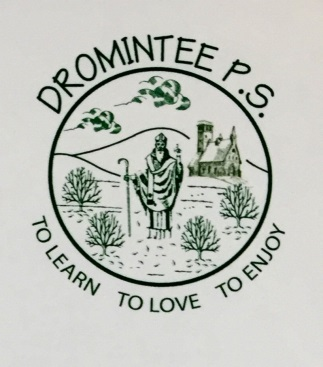 DROMINTEE P.S.
TO LEARN TO LOVE TO ENJOY